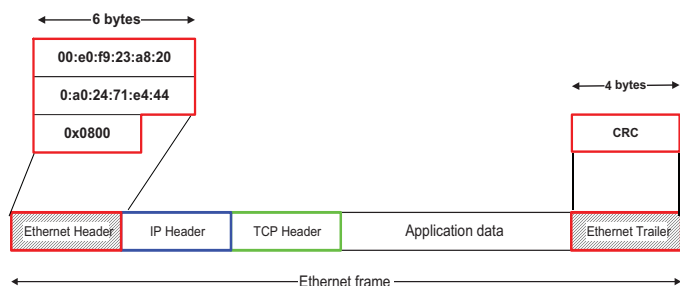 6 bytes
00:e0:f9:23:a8:20
0:a0:24:71:e4:44
0x0800
4 bytes
CRC
Ethernet Header
IP Header
TCP Header
Application data
Ethernet Trailer
Ethernet frame